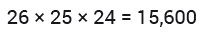 26 × 25 × 24 = 15,600